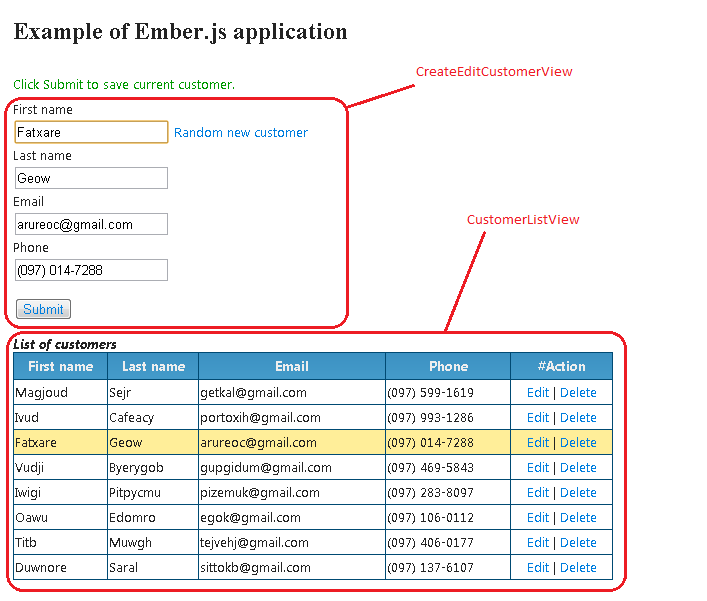 Example of Ember.js application
CreateEditCustomerView
Click Submit to save current customer.
First name
Fatxare Random new customer
Last name
Geow
Email
arureoc@gmail.com
CustomerListView
Phone
(097) 014-7288
Submit
List of customers
First name Last name Email Phone #Action
Magjoud Sejr getkal@gmail.com (097) 599-1619 Edit | Delete
Ivud Cafeacy portoxih@gmail.com (097) 993-1286 Edit | Delete
Fatxare Geow arureoc@gmail.com (097) 014-7288 Edit | Delete
Vudji Byerygob gupgidum@gmail.com (097) 469-5843 Edit | Delete
Iwigi Pitpycmu pizemuk@gmail.com (097) 283-8097 Edit | Delete
Oawu Edomro egok@gmail.com (097) 106-0112 Edit | Delete
Titb Muwgh tejvehj@gmail.com (097) 406-0177 Edit | Delete
Duwnore Saral sittokb@gmail.com (097) 137-6107 Edit | Delete